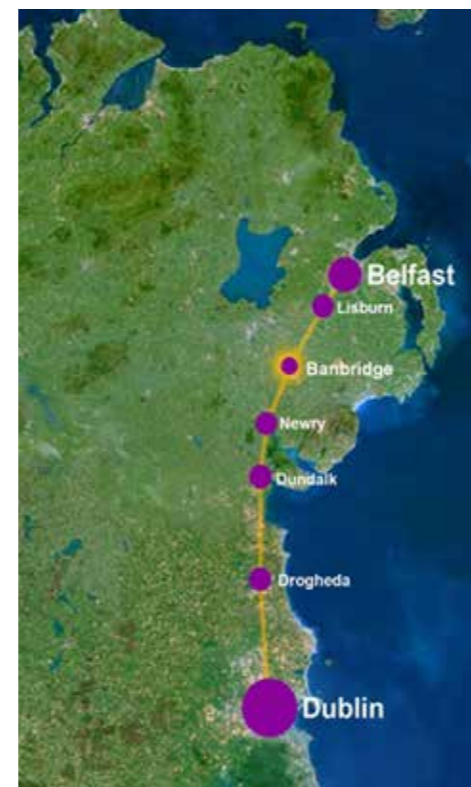 Belfast
Lisburn
Banbridge
Newry
Dundalk
Drogheda
Dublin